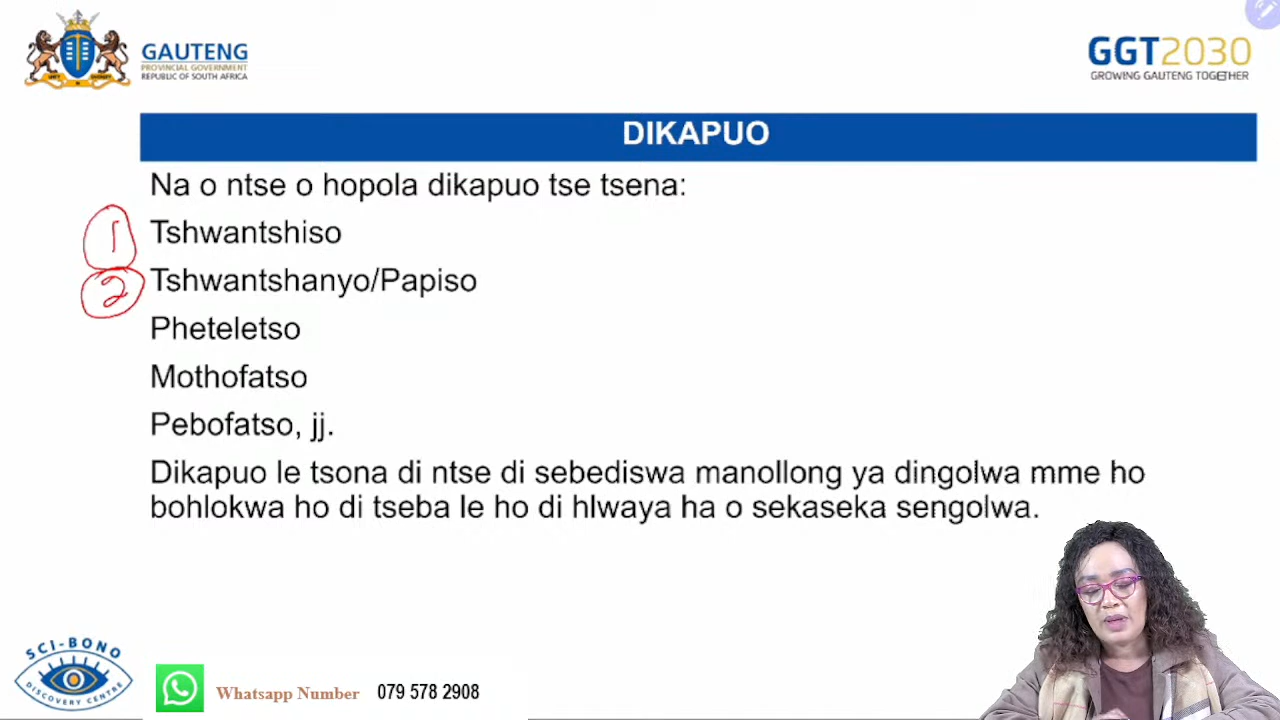 GAUTENG
PROVINCIAL GOVERNMENT
REPUBLIC OF SOUTH AFRICA
GGT2030
GROWING GAUTENG TOGETHER
DIKAPUO
Na o ntse o hopola dikapuo tse tsena:
1 Tshwantshiso
2 Tshwantshanyo/Papiso
Pheteletso
Mothofatso
Pebofatso, jj.
Dikapuo le tsona di ntse di sebediswa manollong ya dingolwa mme ho
bohlokwa ho di tseba le ho di hlwaya ha o sekaseka sengolwa.
SCI-BONO
DISCOVERY CENTRE
Whatsapp Number 079 578 2908